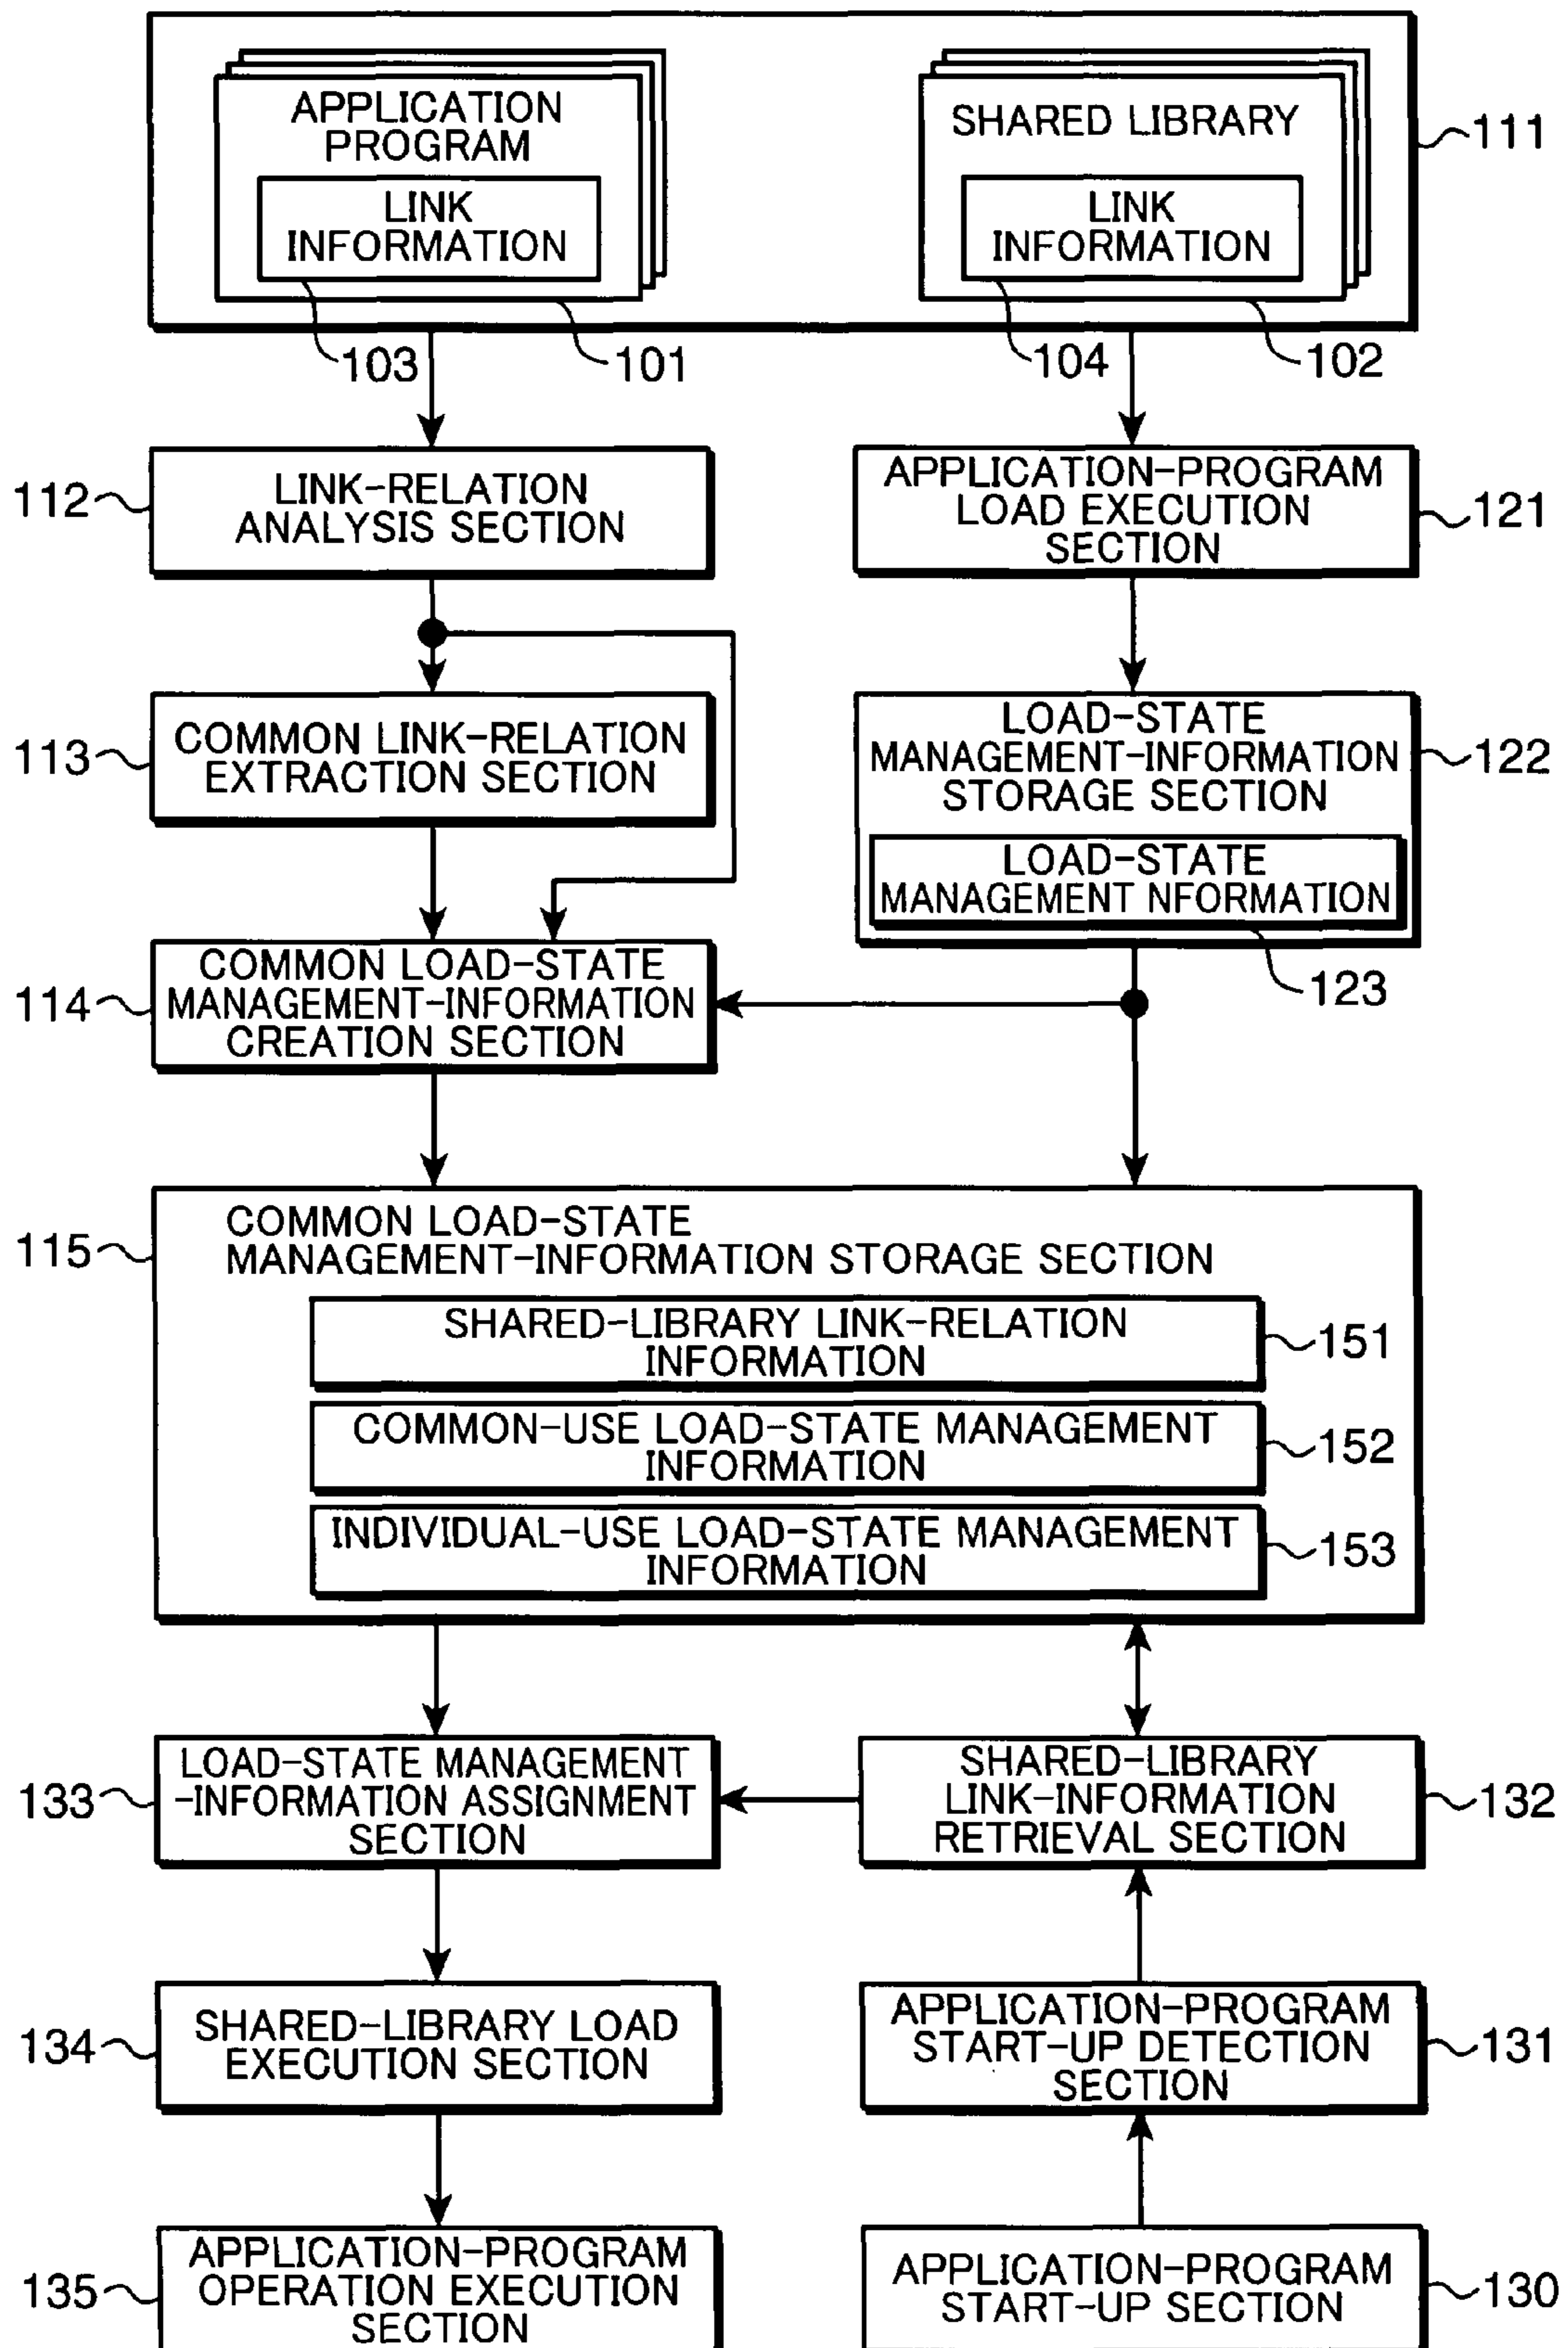 APPLICATION
PROGRAM
LINK
INFORMATION
SHARED LIBRARY
LINK
INFORMATION
111
103
101
104
102
112
LINK-RELATION
ANALYSIS SECTION
APPLICATION-PROGRAM
LOAD EXECUTION
SECTION
121
113
COMMON LINK-RELATION
EXTRACTION SECTION
LOAD-STATE
MANAGEMENT-INFORMATION
STORAGE SECTION
122
LOAD-STATE
MANAGEMENT NFORMATION
123
114
COMMON LOAD-STATE
MANAGEMENT-INFORMATION
CREATION SECTION
115
COMMON LOAD-STATE
MANAGEMENT-INFORMATION STORAGE SECTION
SHARED-LIBRARY LINK-RELATION
INFORMATION
151
COMMON-USE LOAD-STATE MANAGEMENT
INFORMATION
152
INDIVIDUAL-USE LOAD-STATE MANAGEMENT
INFORMATION
153
133
LOAD-STATE MANAGEMENT
-INFORMATION ASSIGNMENT
SECTION
SHARED-LIBRARY
LINK-INFORMATION
RETRIEVAL SECTION
132
134
SHARED-LIBRARY LOAD
EXECUTION SECTION
APPLICATION-PROGRAM
START-UP DETECTION
SECTION
131
135
APPLICATION-PROGRAM
OPERATION EXECUTION
SECTION
APPLICATION-PROGRAM
START-UP SECTION
130